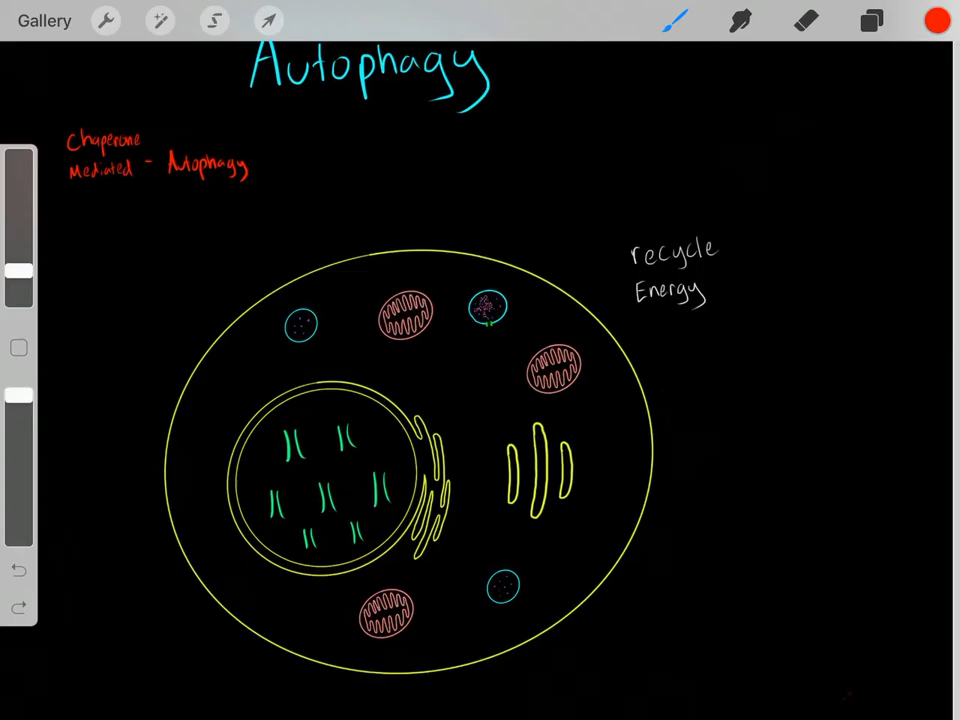 Gallery
Autophagy
Chaperone
Mediated - Autophagy
recycle
Energy